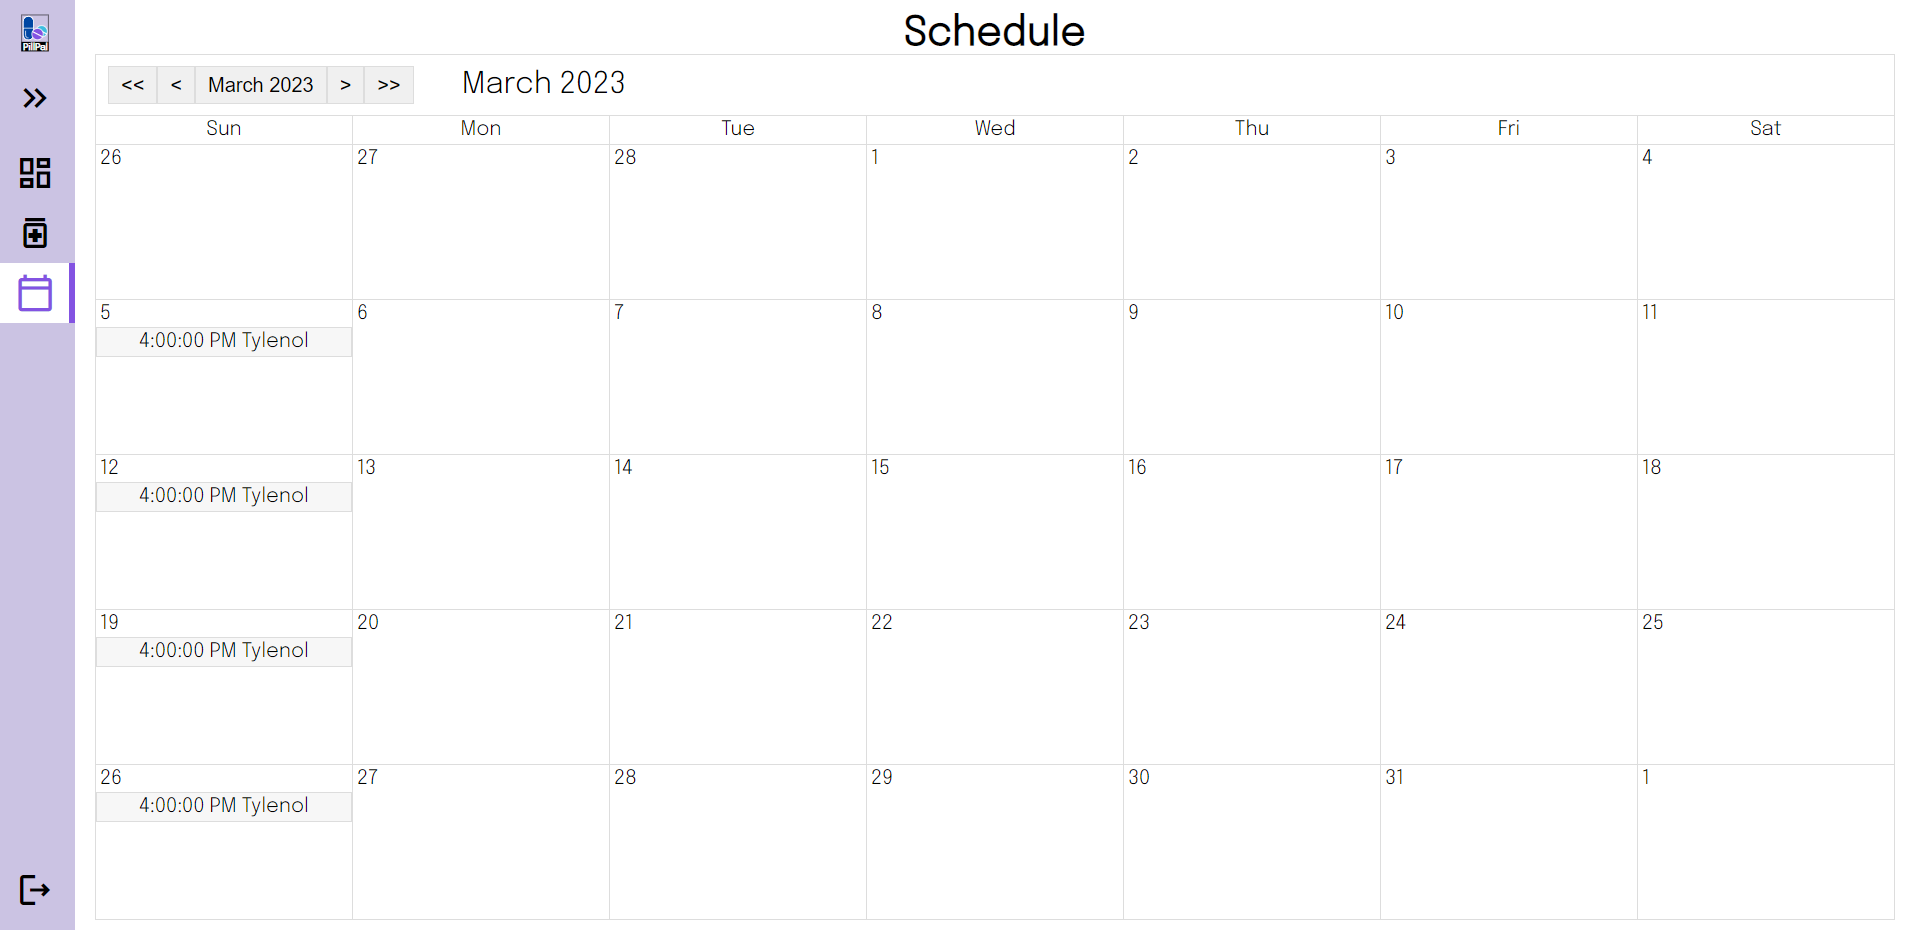 PillPal
Schedule
<< < March 2023 > >> March 2023
Sun Mon Tue Wed Thu Fri Sat
26 27 28 1 2 3 4
5 6 7 8 9 10 11
4:00:00 PM Tylenol
12 13 14 15 16 17 18
4:00:00 PM Tylenol
19 20 21 22 23 24 25
4:00:00 PM Tylenol
26 27 28 29 30 31 1
4:00:00 PM Tylenol